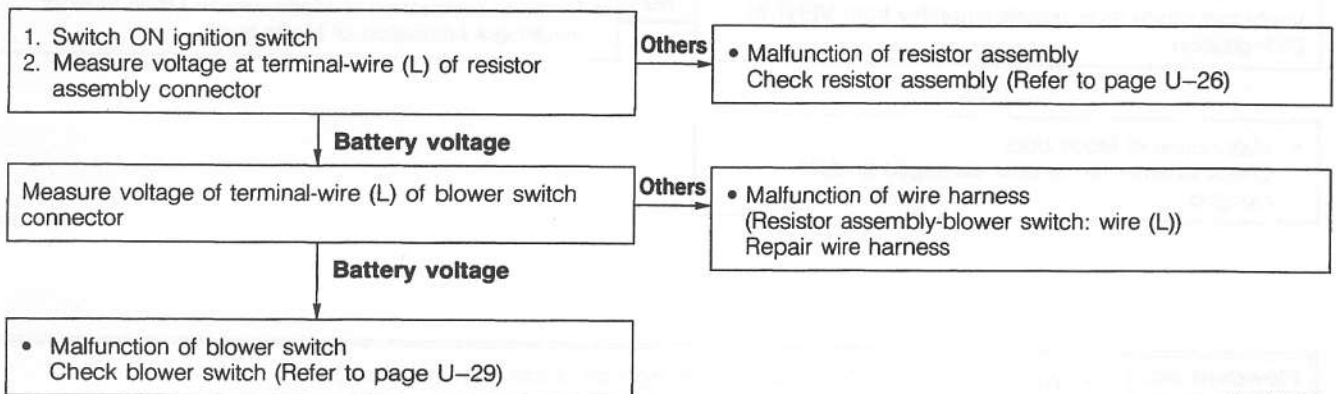 1. Switch ON ignition switch
2. Measure voltage at terminal-wire (L) of resistor
assembly connector
Others
• Malfunction of resistor assembly
Check resistor assembly (Refer to page U–26)
Battery voltage
Measure voltage of terminal-wire (L) of blower switch
connector
Others
• Malfunction of wire harness
(Resistor assembly-blower switch: wire (L))
Repair wire harness
Battery voltage
• Malfunction of blower switch
Check blower switch (Refer to page U–29)